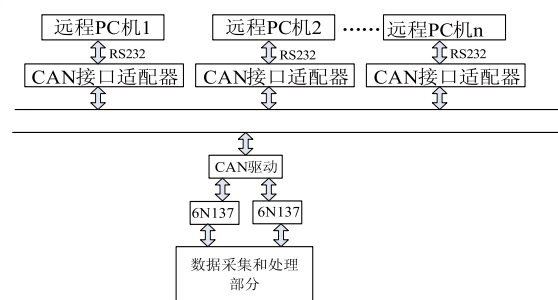 远程PC机1
远程PC机2
……
远程PC机n
RS232
RS232
RS232
CAN接口适配器
CAN接口适配器
CAN接口适配器
CAN驱动
6N137
6N137
数据采集和处理
部分